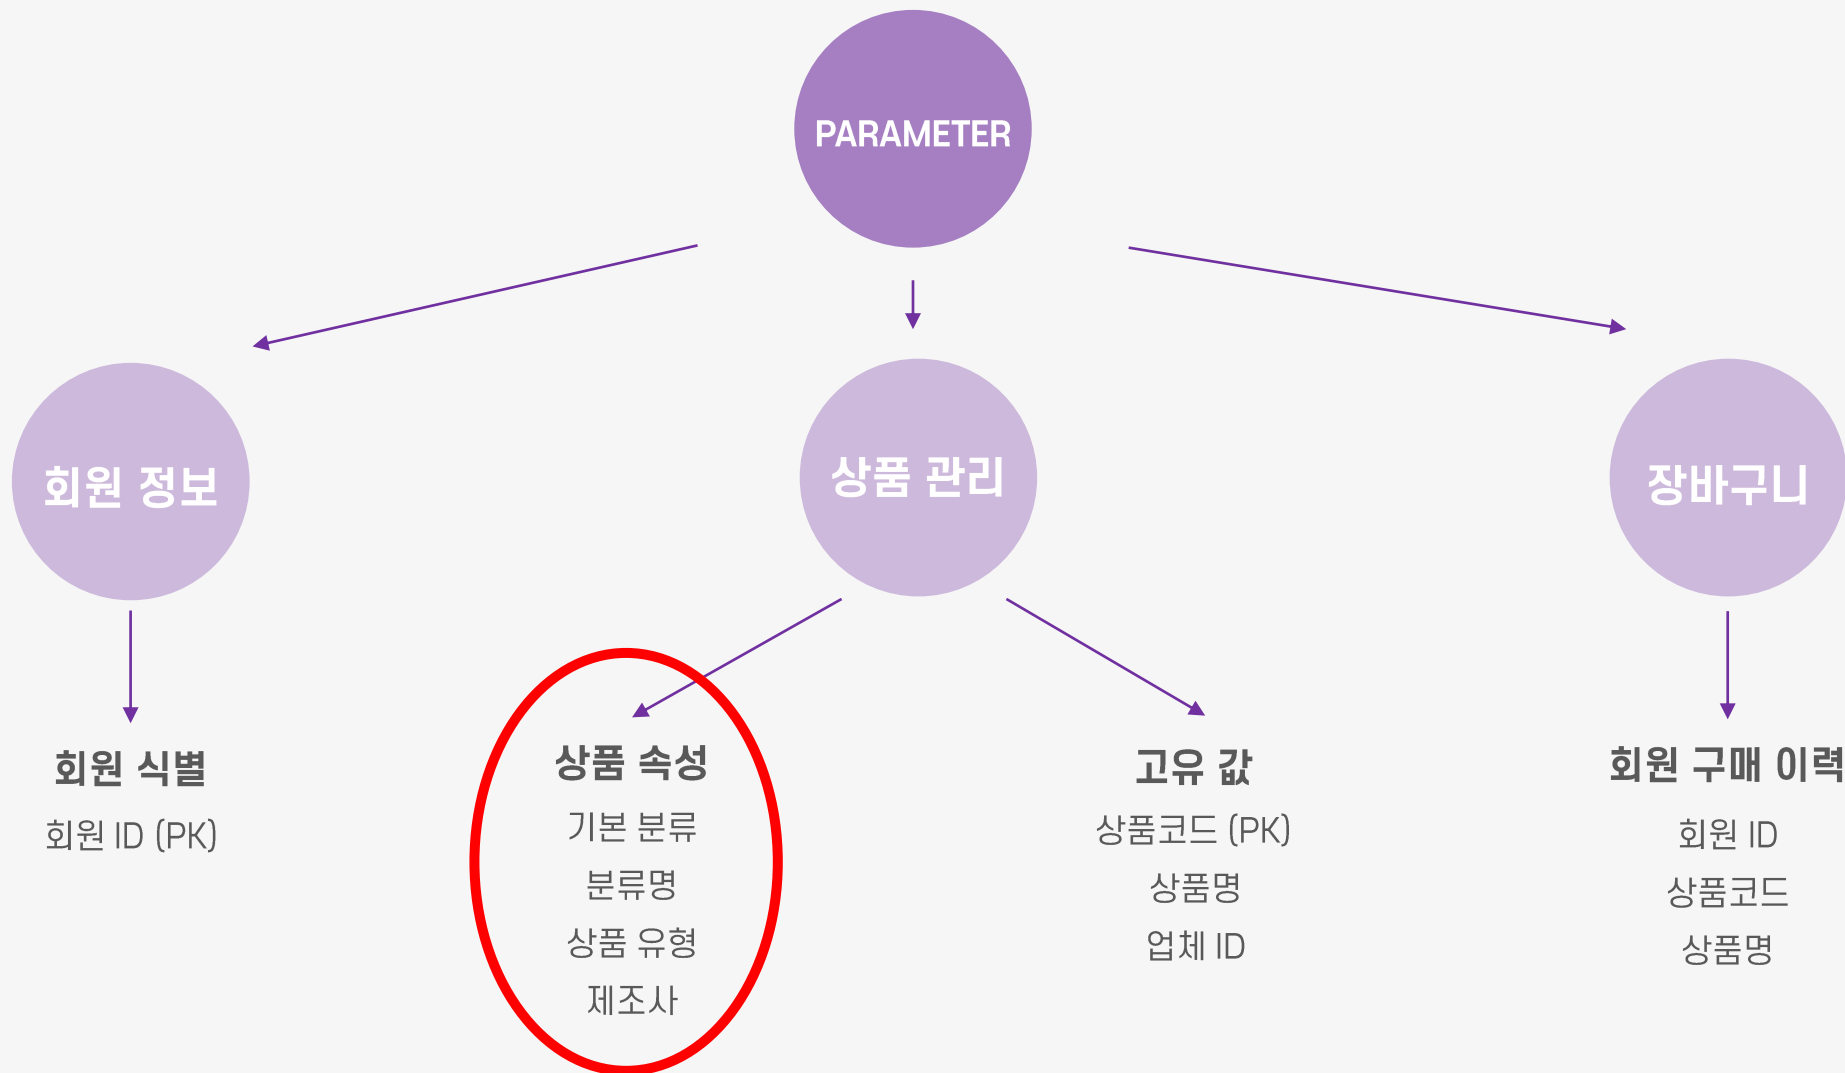 PARAMETER
회원 정보
상품 관리
장바구니
회원 식별
회원 ID (PK)
상품 속성
기본 분류
분류명
상품 유형
제조사
고유 값
상품코드 (PK)
상품명
업체 ID
회원 구매 이력
회원 ID
상품코드
상품명